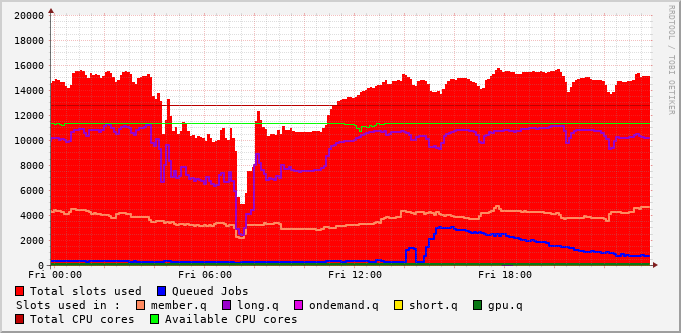 20000
18000
16000
14000
12000
10000
8000
6000
4000
2000
0
Fri 00:00 Fri 06:00 Fri 12:00 Fri 18:00
RRDTOOL / TOBI OETIKER
Total slots used Queued Jobs
Slots used in : member.q long.q ondemand.q short.q gpu.q
Total CPU cores Available CPU cores